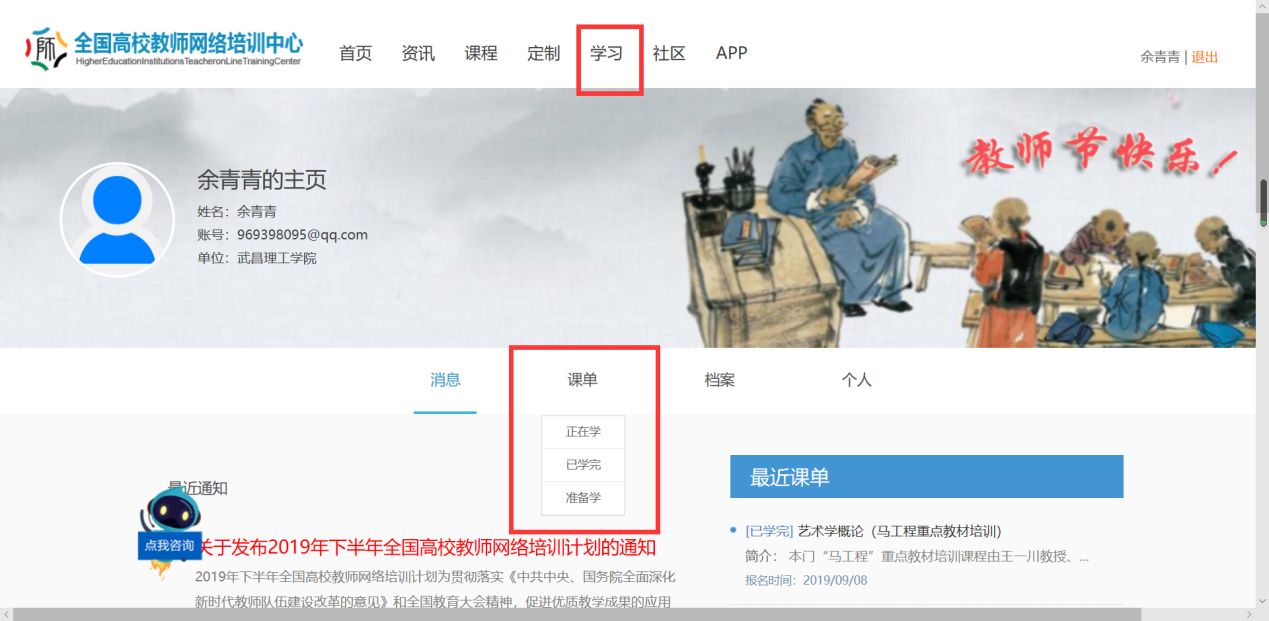 全国高校教师网络培训中心
HigherEducationInstitutionsTeacheronLineTrainingCenter
首页 资讯 课程 定制 学习 社区 APP
余青青 | 退出
教师节快乐！
余青青的主页
姓名：余青青
账号：969398095@qq.com
单位：武昌理工学院
消息 课单 档案 个人
正在学
已学完
准备学
最近通知
点我咨询
关于发布2019年下半年全国高校教师网络培训计划的通知
2019年下半年全国高校教师网络培训计划为贯彻落实《中共中央、国务院全面深化
新时代教师队伍建设改革的意见》和全国教育大会精神，促进优质教学成果的应用
最近课单
[已学完] 艺术学概论（马工程重点教材培训)
简介： 本门“马工程”重点教材培训课程由王一川教授、...
报名时间：2019/09/08